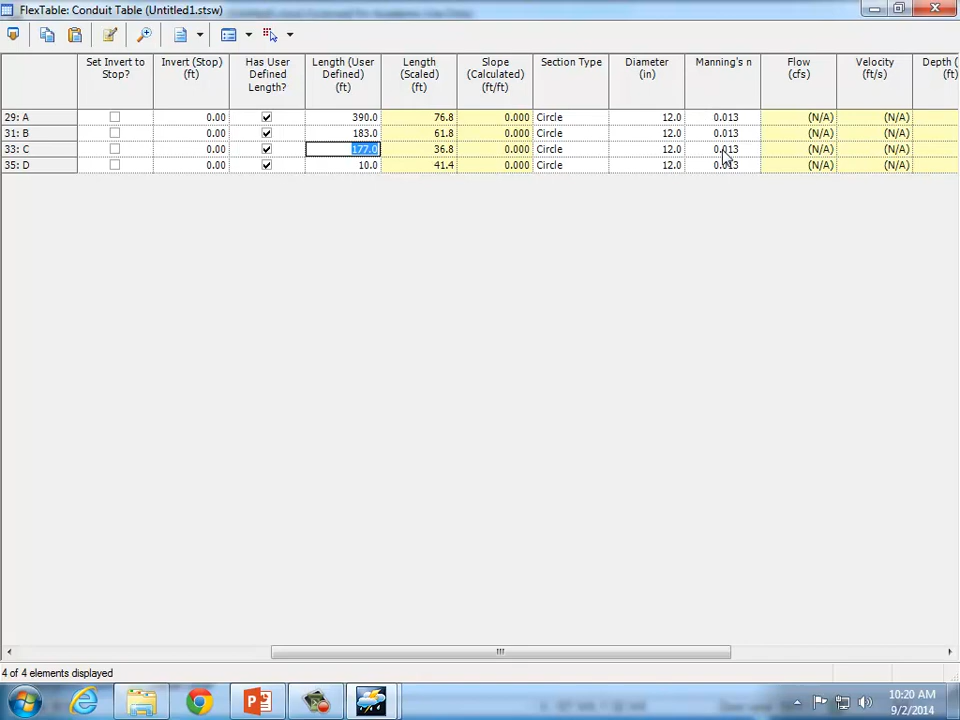 FlexTable: Conduit Table (Untitled1.stsw)
Set Invert to Stop? Invert (Stop) (ft) Has User Defined Length? Length (User Defined) (ft) Length (Scaled) (ft) Slope (Calculated) (ft/ft) Section Type Diameter (in) Manning's n Flow (cfs) Velocity (ft/s) Depth ( (ft)
29: A 0.00 390.0 76.8 0.000 Circle 12.0 0.013 (N/A) (N/A)
31: B 0.00 183.0 61.8 0.000 Circle 12.0 0.013 (N/A) (N/A)
33: C 0.00 177.0 36.8 0.000 Circle 12.0 0.013 (N/A) (N/A)
35: D 0.00 10.0 41.4 0.000 Circle 12.0 0.013 (N/A) (N/A)
4 of 4 elements displayed
10:20 AM
9/2/2014